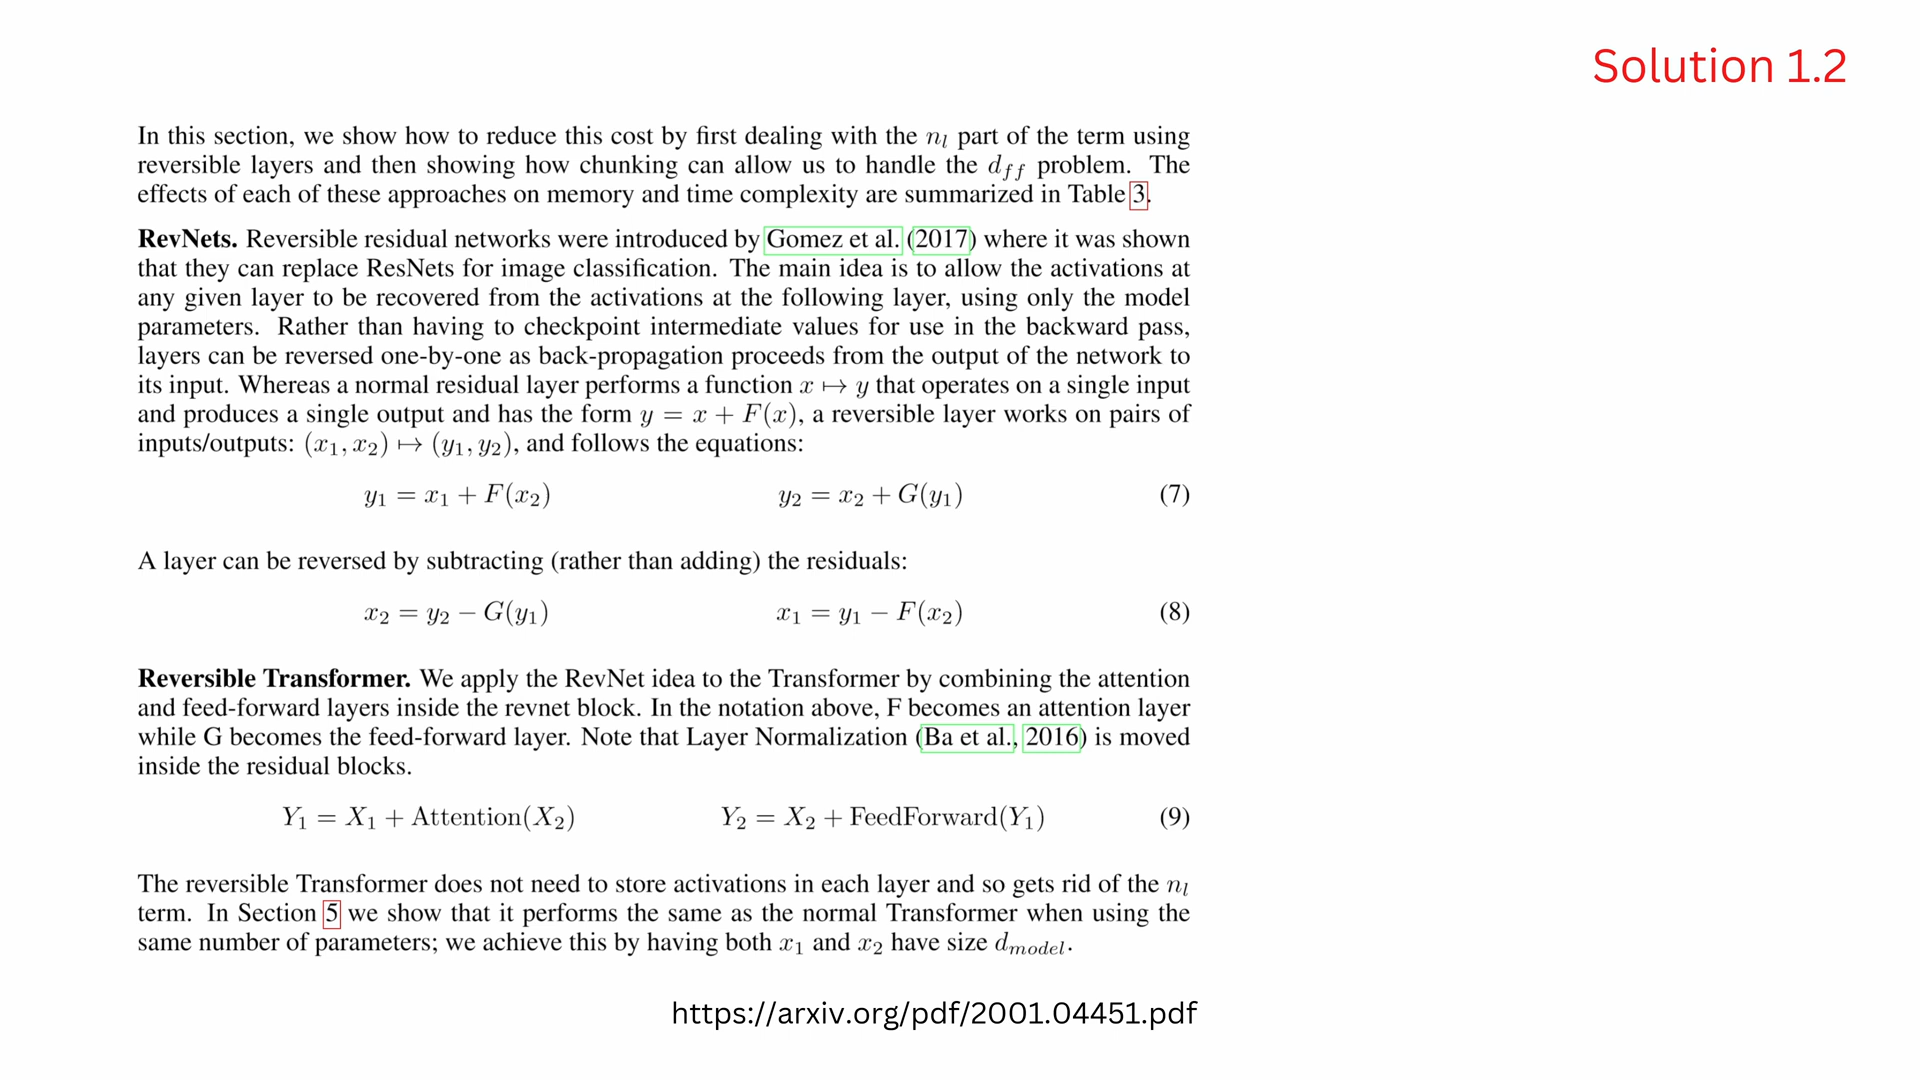 Solution 1.2
In this section, we show how to reduce this cost by first dealing with the n_l part of the term using
reversible layers and then showing how chunking can allow us to handle the d_{ff} problem. The
effects of each of these approaches on memory and time complexity are summarized in Table 3.
RevNets. Reversible residual networks were introduced by Gomez et al. (2017) where it was shown
that they can replace ResNets for image classification. The main idea is to allow the activations at
any given layer to be recovered from the activations at the following layer, using only the model
parameters. Rather than having to checkpoint intermediate values for use in the backward pass,
layers can be reversed one-by-one as back-propagation proceeds from the output of the network to
its input. Whereas a normal residual layer performs a function x ↦ y that operates on a single input
and produces a single output and has the form y = x + F(x), a reversible layer works on pairs of
inputs/outputs: (x_1, x_2) ↦ (y_1, y_2), and follows the equations:
y_1 = x_1 + F(x_2) y_2 = x_2 + G(y_1) (7)
A layer can be reversed by subtracting (rather than adding) the residuals:
x_2 = y_2 − G(y_1) x_1 = y_1 − F(x_2) (8)
Reversible Transformer. We apply the RevNet idea to the Transformer by combining the attention
and feed-forward layers inside the revnet block. In the notation above, F becomes an attention layer
while G becomes the feed-forward layer. Note that Layer Normalization (Ba et al., 2016) is moved
inside the residual blocks.
Y_1 = X_1 + Attention(X_2) Y_2 = X_2 + FeedForward(Y_1) (9)
The reversible Transformer does not need to store activations in each layer and so gets rid of the n_l
term. In Section 5 we show that it performs the same as the normal Transformer when using the
same number of parameters; we achieve this by having both x_1 and x_2 have size d_{model}.
https://arxiv.org/pdf/2001.04451.pdf